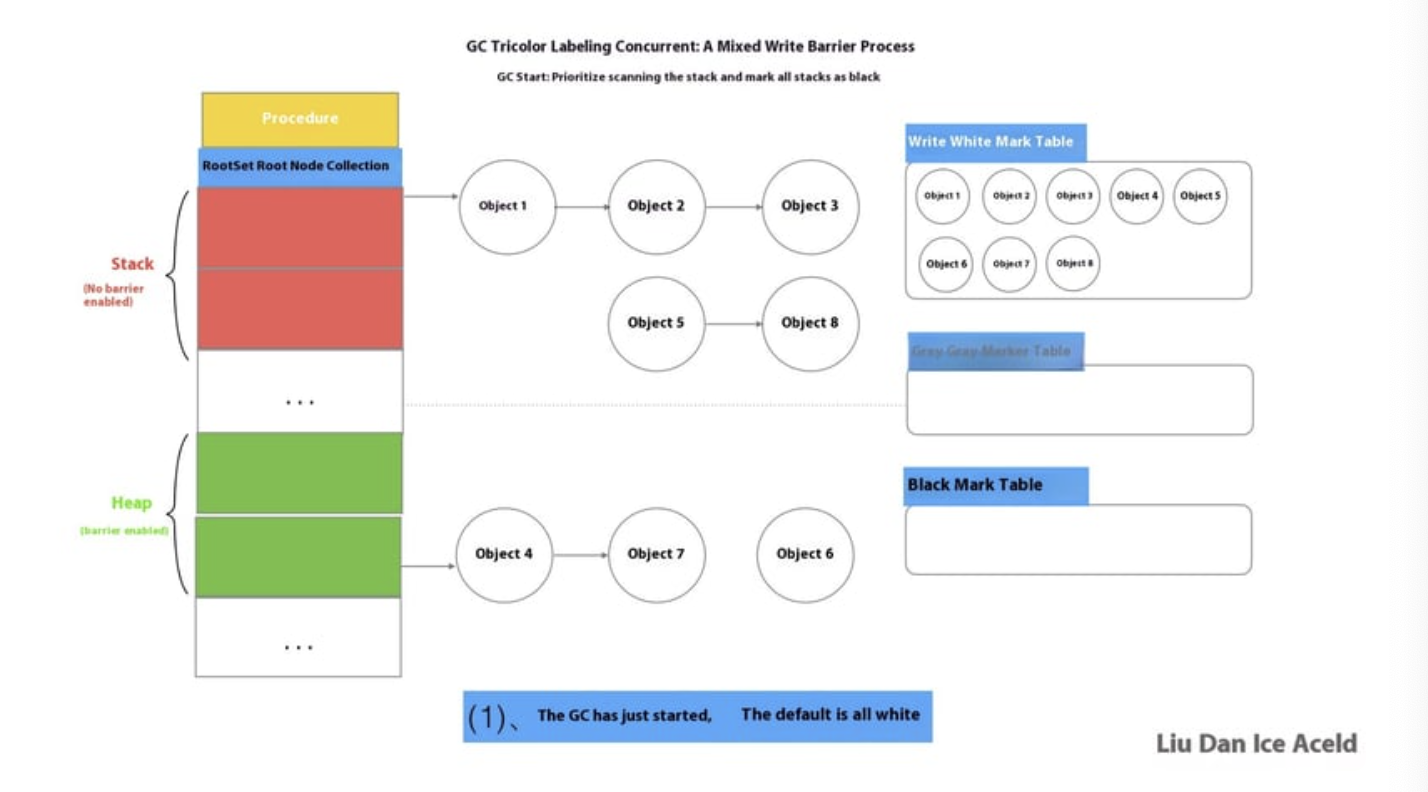 GC Tricolor Labeling Concurrent: A Mixed Write Barrier Process
GC Start: Prioritize scanning the stack and mark all stacks as black
Procedure
RootSet Root Node Collection
Stack
(No barrier
enabled)
Object 1
Object 2
Object 3
Object 5
Object 8
...
Heap
(barrier enabled)
Object 4
Object 7
Object 6
...
Write White Mark Table
Object 1
Object 2
Object 3
Object 4
Object 5
Object 6
Object 7
Object 8
Gray Gray Marker Table
Black Mark Table
(1)、 The GC has just started, The default is all white
Liu Dan Ice Aceld